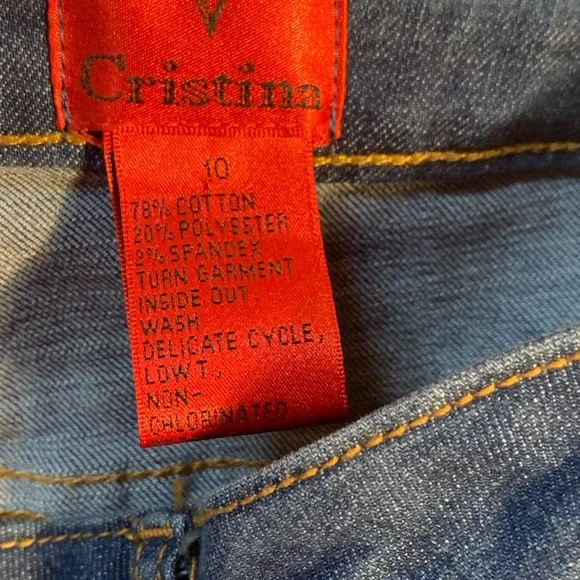 Cristina
10
78% COTTON
20% POLYESTER
2% SPANDEX
TURN GARMENT
INSIDE OUT.
WASH
DELICATE CYCLE,
LOW T.,
NON-
CHLORINATED